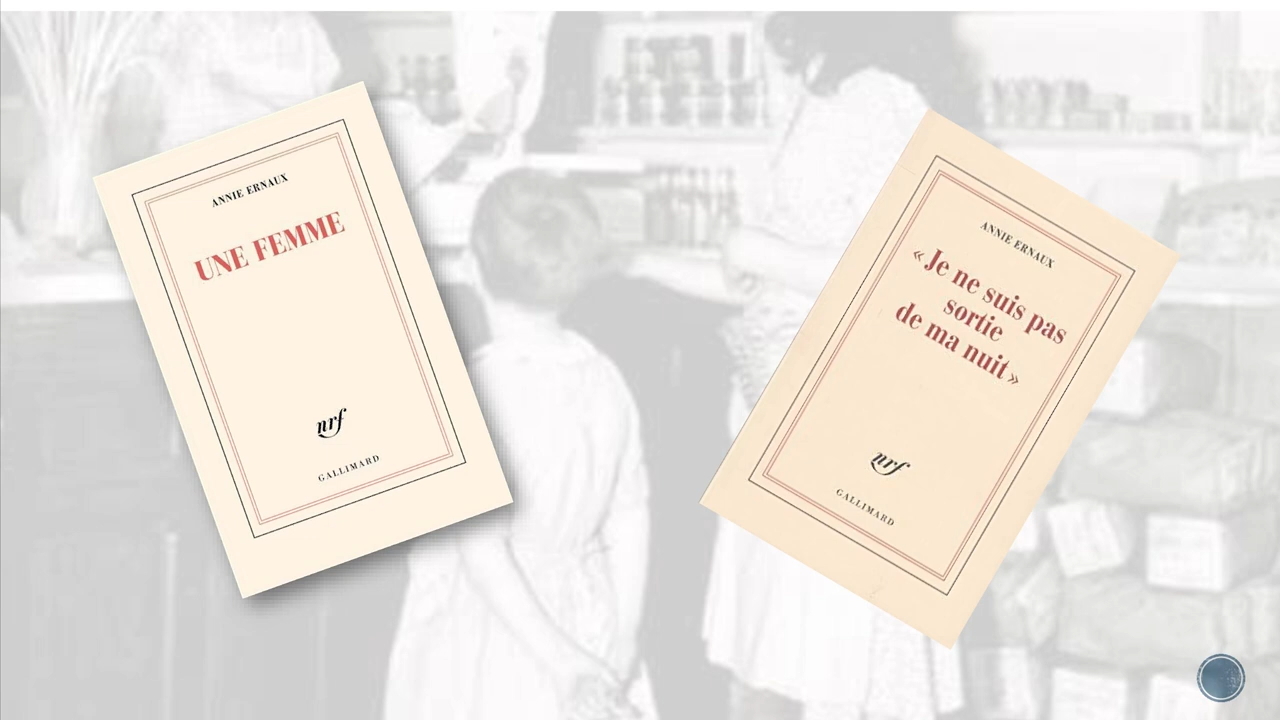 ANNIE ERNAUX
UNE FEMME
nrf
GALLIMARD
ANNIE ERNAUX
« Je ne suis pas
sortie
de ma nuit »
nrf
GALLIMARD